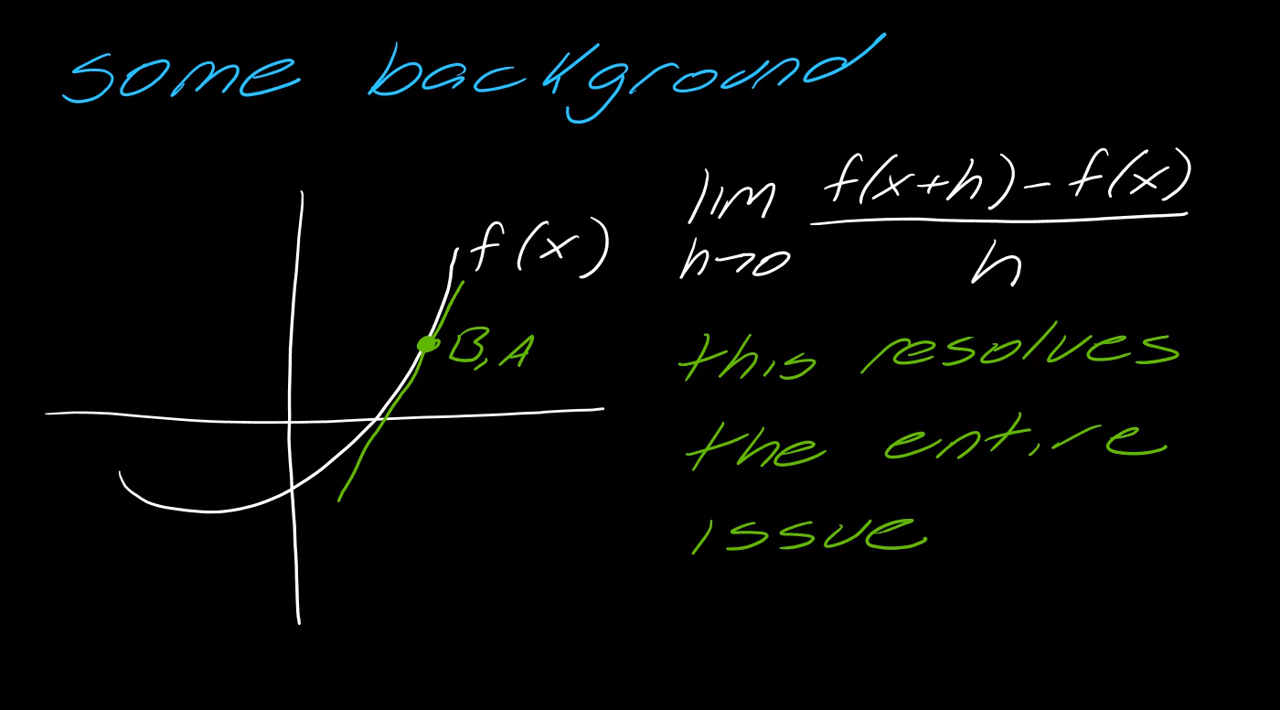 some background
f(x)
B, A
lim f(x+h) - f(x)
h→0 h
this resolves
the entire
issue